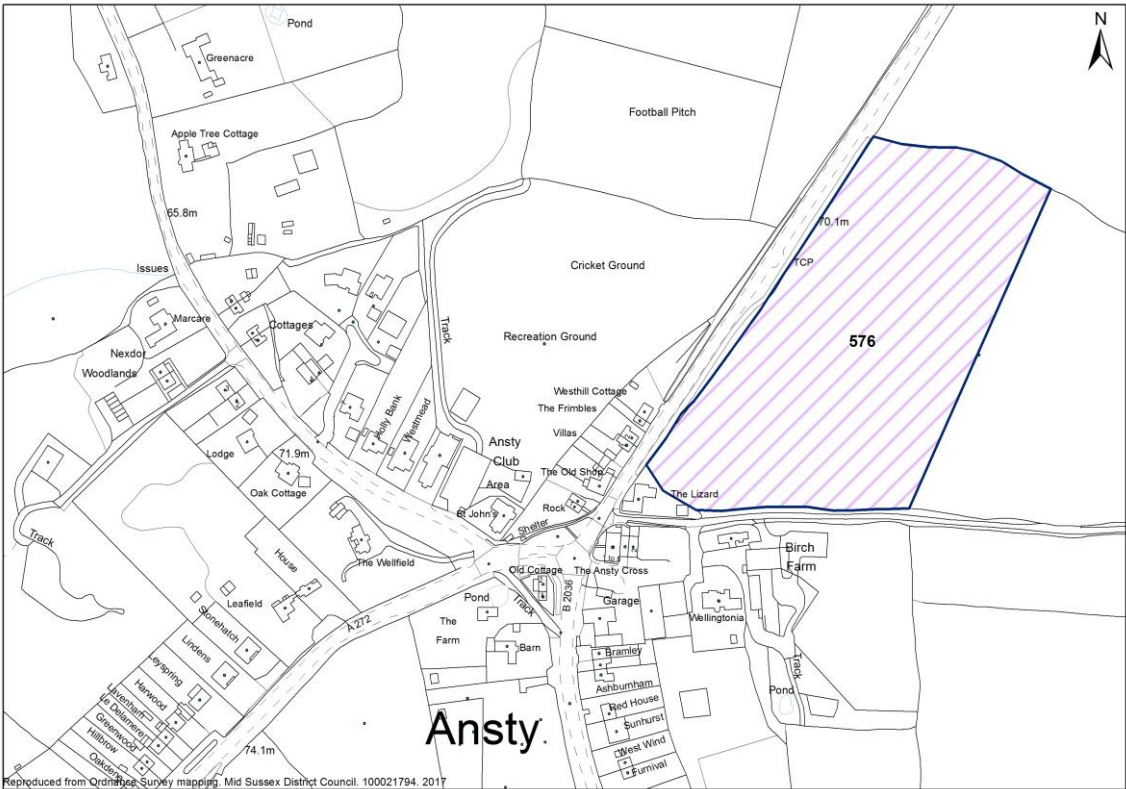 Pond
N
Greenacre
Football Pitch
Apple Tree Cottage
70.1m
65.8m
TCP
Cricket Ground
Issues
Marcare
Cottages
Track
Recreation Ground
576
Nexdor
Woodlands
Westhill Cottage
The Frimbles
Villas
Holly Bank
Westmead
Ansty
Club
Area
Lodge
71.9m
The Old Shop
Oak Cottage
The Lizard
Rock
St John's
Shelter
Track
House
The Wellfield
Old Cottage
The Ansty Cross
Birch
Farm
B 2036
Leafield
Pond
Track
Garage
Wellingtonia
A 272
Stonehatch
The
Farm
Barn
Lindens
Bramley
Track
Leyspring
Ashburnham
Harwood
Red House
Pond
Lavenham
Le Delamere
Sunhurst
Greenwood
Ansty
Hillbrow
West Wind
Oakdene
74.1m
Furnival
Reproduced from Ordnance Survey mapping. Mid Sussex District Council. 100021794. 2017